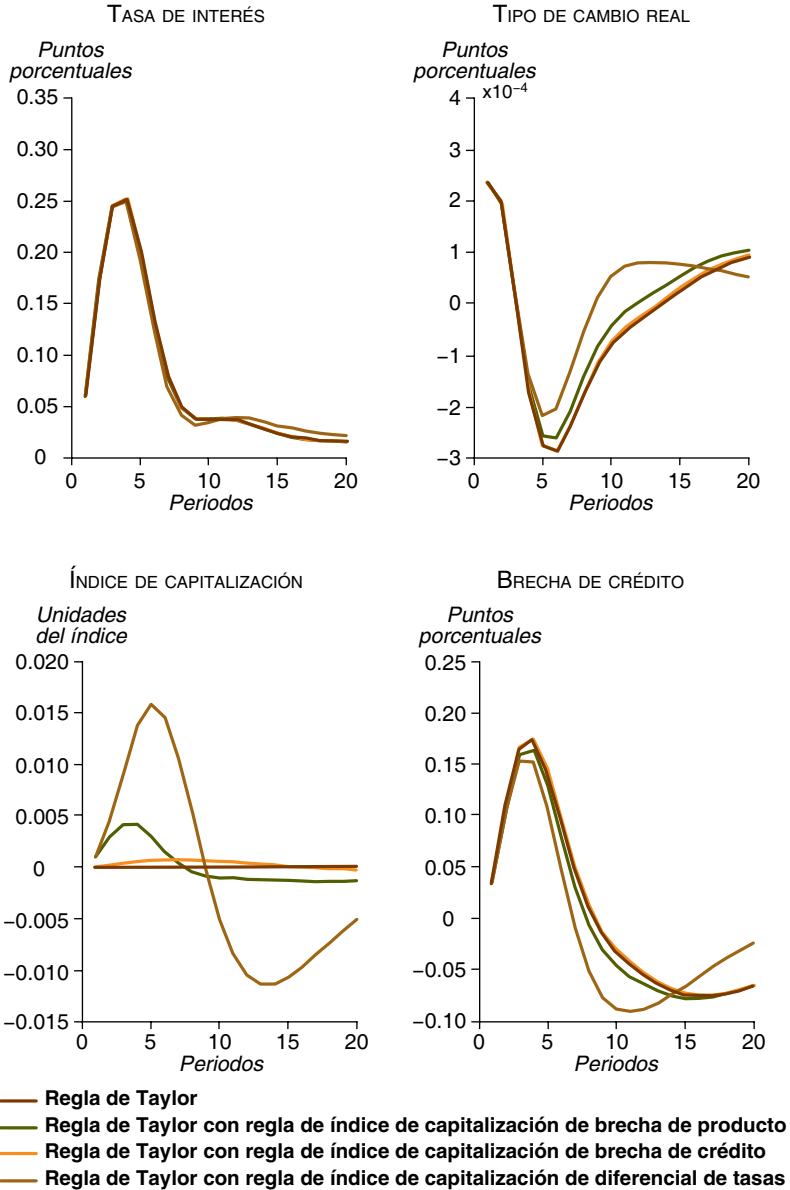 TASA DE INTERÉS
Puntos
porcentuales
0.35
0.30
0.25
0.20
0.15
0.10
0.05
0
0 5 10 15 20
Periodos
TIPO DE CAMBIO REAL
Puntos
porcentuales
x10−4
4
3
2
1
0
−1
−2
−3
0 5 10 15 20
Periodos
ÍNDICE DE CAPITALIZACIÓN
Unidades
del índice
0.020
0.015
0.010
0.005
0
−0.005
−0.010
−0.015
0 5 10 15 20
Periodos
BRECHA DE CRÉDITO
Puntos
porcentuales
0.25
0.20
0.15
0.10
0.05
0
−0.05
−0.10
0 5 10 15 20
Periodos
Regla de Taylor
Regla de Taylor con regla de índice de capitalización de brecha de producto
Regla de Taylor con regla de índice de capitalización de brecha de crédito
Regla de Taylor con regla de índice de capitalización de diferencial de tasas